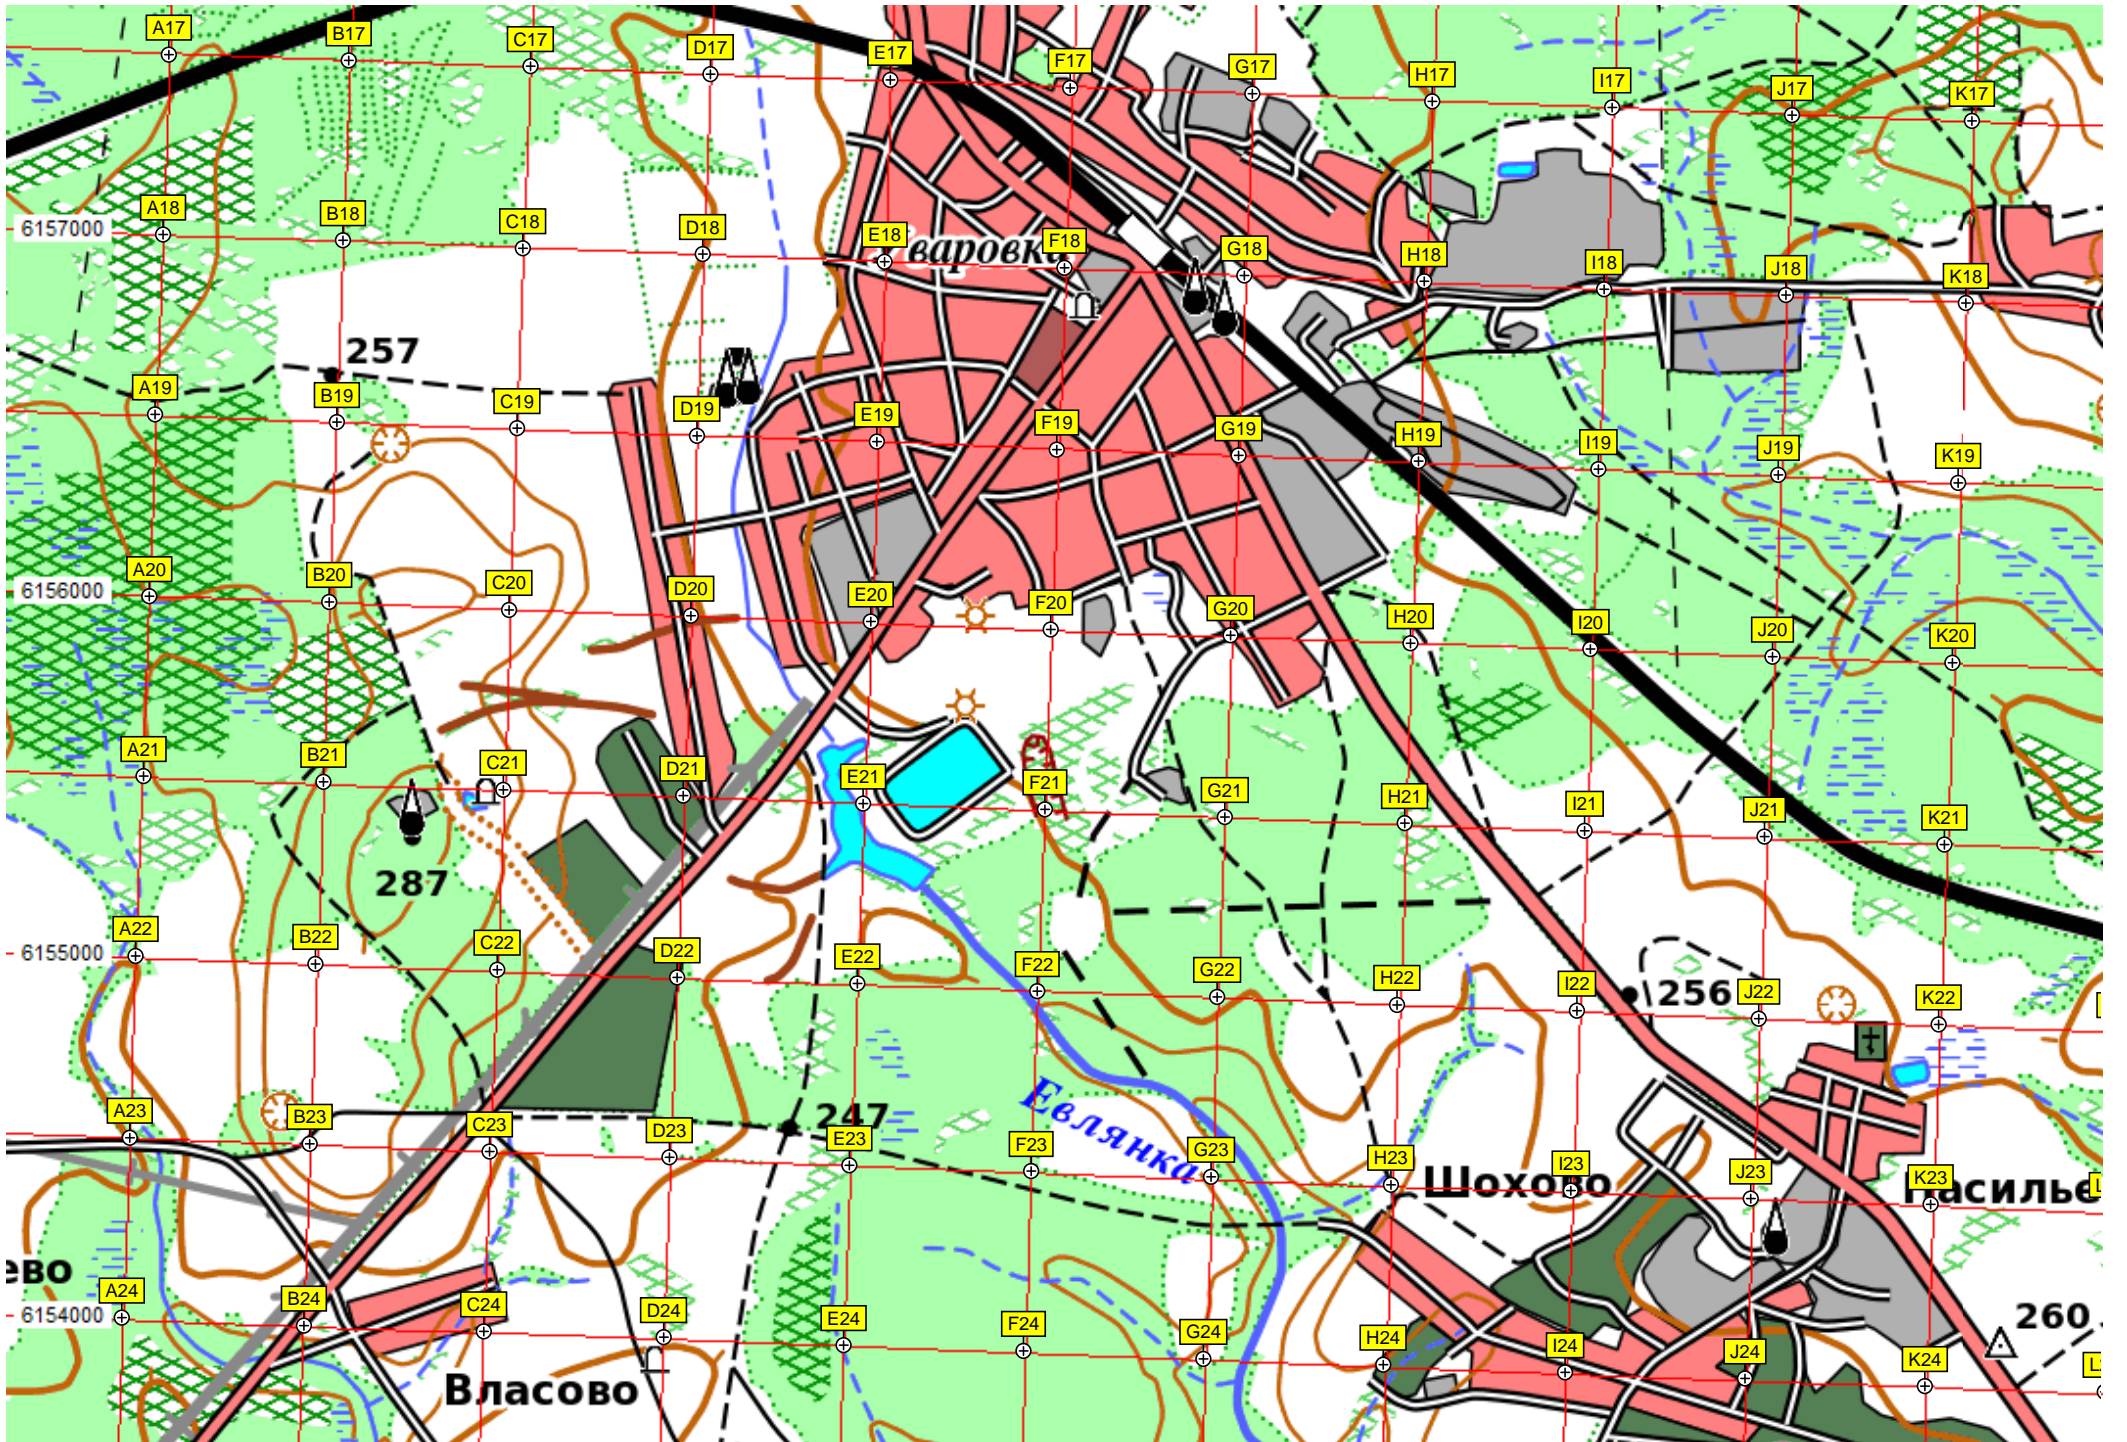 A17 B17 C17 D17 E17 F17 G17 H17 I17 J17 K17
6157000 A18 B18 C18 D18 E18 F18 G18 H18 I18 J18 K18
257
A19 B19 C19 D19 E19 F19 G19 H19 I19 J19 K19
6156000 A20 B20 C20 D20 E20 F20 G20 H20 I20 J20 K20
A21 B21 C21 D21 E21 F21 G21 H21 I21 J21 K21
287
6155000 A22 B22 C22 D22 E22 F22 G22 H22 I22 256 J22 K22
Евлянка
247
A23 B23 C23 D23 E23 F23 G23 H23 I23 J23 K23
Шохово
ево
6154000 A24 B24 C24 D24 E24 F24 G24 H24 I24 J24 K24
260
Власово